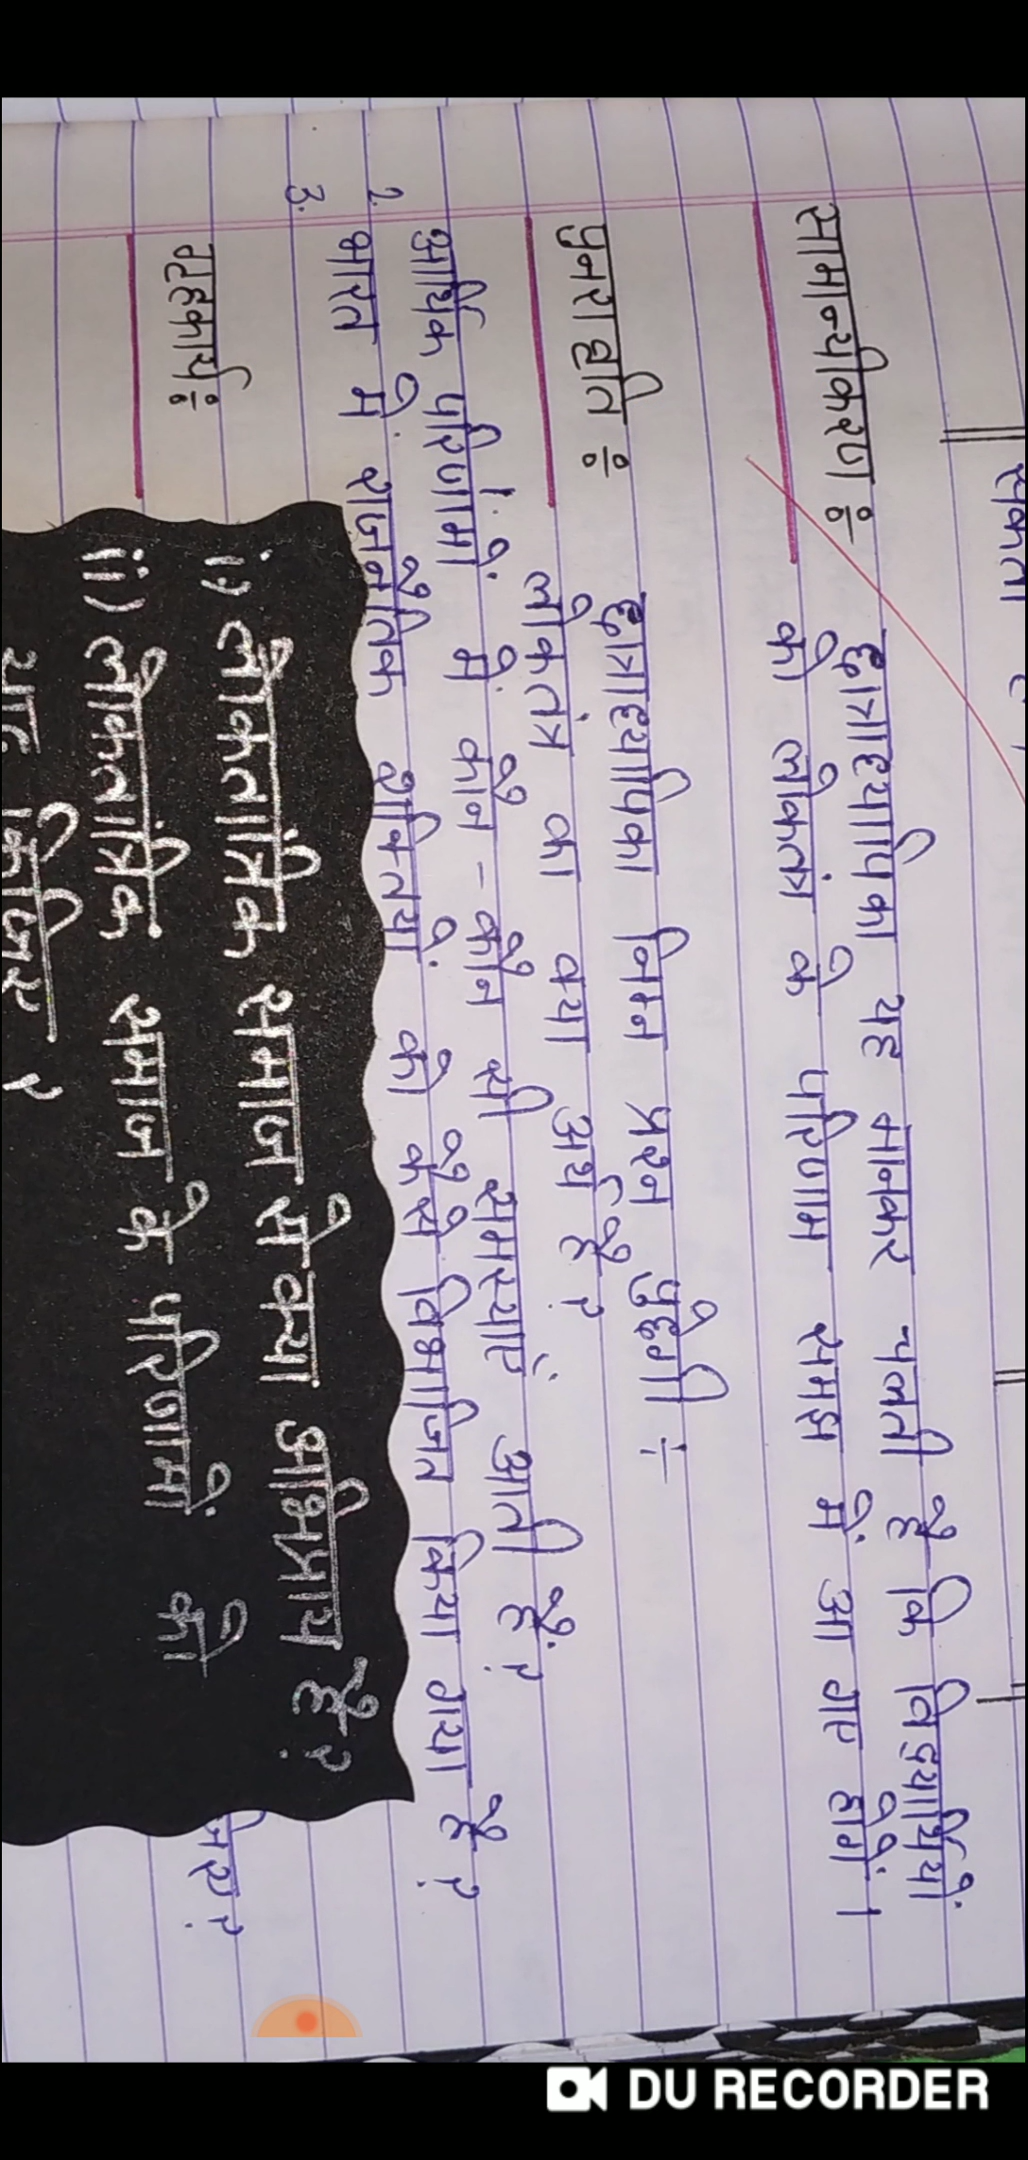 सकता
सामान्यीकरण :-
छात्राध्यापिका यह मानकर चलती है कि विद्यार्थियों
को लोकतंत्र के परिणाम समझ में आ गए होंगे।
पुनरावृत्ति :-
छात्राध्यापिका निम्न प्रश्न पुछेगी :-
1. लोकतंत्र का क्या अर्थ है?
2. आर्थिक परिणामों में कौन-कौन सी समस्याएं आती हैं?
3. भारत में राजनैतिक शक्तियों को कैसे विभाजित किया गया है?
गृहकार्य :-
i) लौकतांत्रिक समाज से क्या अभिप्राय है?
ii) लौकतांत्रिक समाज के परिणामों को
याद किजिए?
DU RECORDER